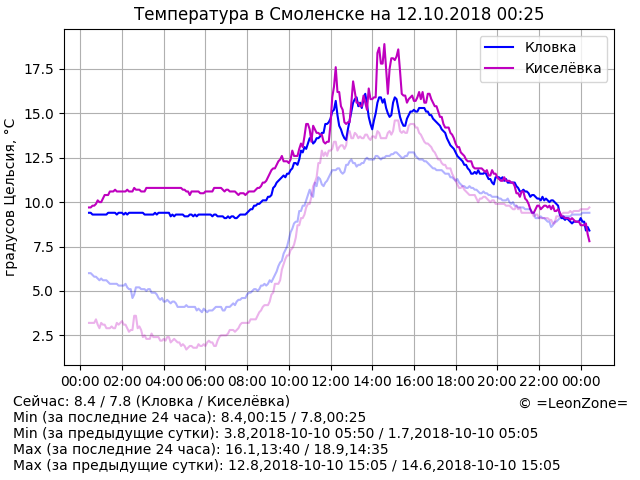 Температура в Смоленске на 12.10.2018 00:25
Кловка
Киселёвка
градусов Цельсия, °C
17.5
15.0
12.5
10.0
7.5
5.0
2.5
00:00 02:00 04:00 06:00 08:00 10:00 12:00 14:00 16:00 18:00 20:00 22:00 00:00
Сейчас: 8.4 / 7.8 (Кловка / Киселёвка)
© =LeonZone=
Min (за последние 24 часа): 8.4,00:15 / 7.8,00:25
Min (за предыдущие сутки): 3.8,2018-10-10 05:50 / 1.7,2018-10-10 05:05
Max (за последние 24 часа): 16.1,13:40 / 18.9,14:35
Max (за предыдущие сутки): 12.8,2018-10-10 15:05 / 14.6,2018-10-10 15:05